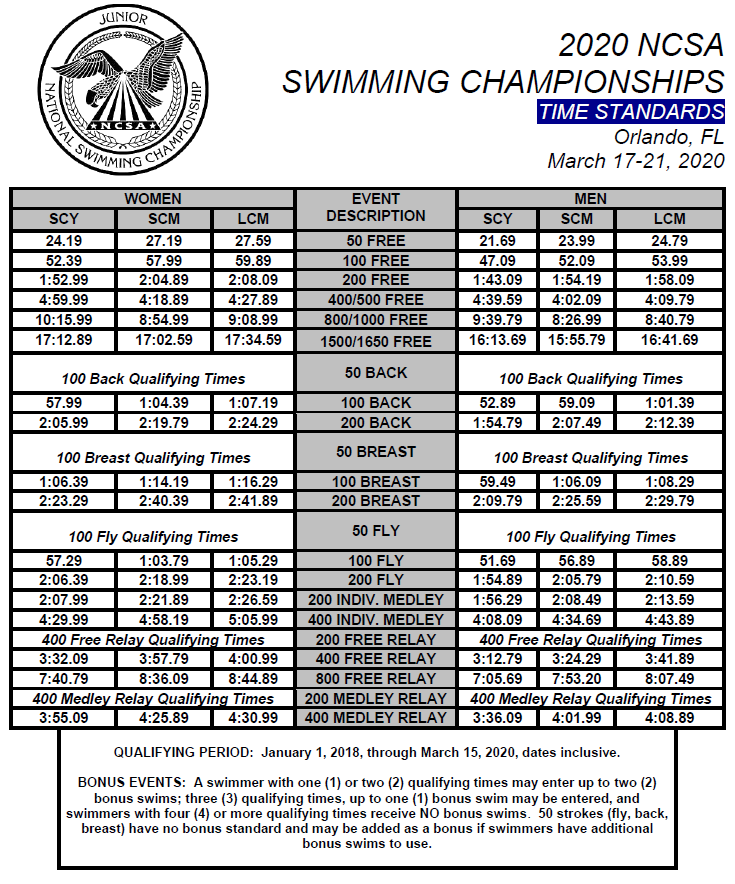 JUNIOR
NATIONAL SWIMMING CHAMPIONSHIP
NCSA
2020 NCSA
SWIMMING CHAMPIONSHIPS
TIME STANDARDS
Orlando, FL
March 17-21, 2020
WOMEN EVENT DESCRIPTION MEN
SCY SCM LCM SCY SCM LCM
24.19 27.19 27.59 50 FREE 21.69 23.99 24.79
52.39 57.99 59.89 100 FREE 47.09 52.09 53.99
1:52.99 2:04.89 2:08.09 200 FREE 1:43.09 1:54.19 1:58.09
4:59.99 4:18.89 4:27.89 400/500 FREE 4:39.59 4:02.09 4:09.79
10:15.99 8:54.99 9:08.99 800/1000 FREE 9:39.79 8:26.99 8:40.79
17:12.89 17:02.59 17:34.59 1500/1650 FREE 16:13.69 15:55.79 16:41.69
100 Back Qualifying Times 50 BACK 100 Back Qualifying Times
57.99 1:04.39 1:07.19 100 BACK 52.89 59.09 1:01.39
2:05.99 2:19.79 2:24.29 200 BACK 1:54.79 2:07.49 2:12.39
100 Breast Qualifying Times 50 BREAST 100 Breast Qualifying Times
1:06.39 1:14.19 1:16.29 100 BREAST 59.49 1:06.09 1:08.29
2:23.29 2:40.39 2:41.89 200 BREAST 2:09.79 2:25.59 2:29.79
100 Fly Qualifying Times 50 FLY 100 Fly Qualifying Times
57.29 1:03.79 1:05.29 100 FLY 51.69 56.89 58.89
2:06.39 2:18.99 2:23.19 200 FLY 1:54.89 2:05.79 2:10.59
2:07.99 2:21.89 2:26.59 200 INDIV. MEDLEY 1:56.29 2:08.49 2:13.59
4:29.99 4:58.19 5:05.99 400 INDIV. MEDLEY 4:08.09 4:34.69 4:43.89
400 Free Relay Qualifying Times 200 FREE RELAY 400 Free Relay Qualifying Times
3:32.09 3:57.79 4:00.99 400 FREE RELAY 3:12.79 3:24.29 3:41.89
7:40.79 8:36.09 8:44.89 800 FREE RELAY 7:05.69 7:53.20 8:07.49
400 Medley Relay Qualifying Times 200 MEDLEY RELAY 400 Medley Relay Qualifying Times
3:55.09 4:25.89 4:30.99 400 MEDLEY RELAY 3:36.09 4:01.99 4:08.89
QUALIFYING PERIOD: January 1, 2018, through March 15, 2020, dates inclusive.
BONUS EVENTS: A swimmer with one (1) or two (2) qualifying times may enter up to two (2)
bonus swims; three (3) qualifying times, up to one (1) bonus swim may be entered, and
swimmers with four (4) or more qualifying times receive NO bonus swims. 50 strokes (fly, back,
breast) have no bonus standard and may be added as a bonus if swimmers have additional
bonus swims to use.